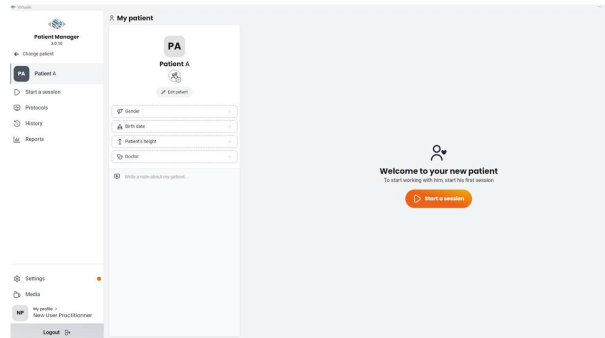 My patient
Patient Manager
Change patient
PA Patient A
Start a session
Protocols
History
Reports
Settings
Media
NP
My profile >
New User Practitionner
Logout
PA
Patient A
Edit patient
Gender
Birth date
Patient's height
Doctor
Write a note about my patient...
Welcome to your new patient
To start working with him, start his first session
Start a session